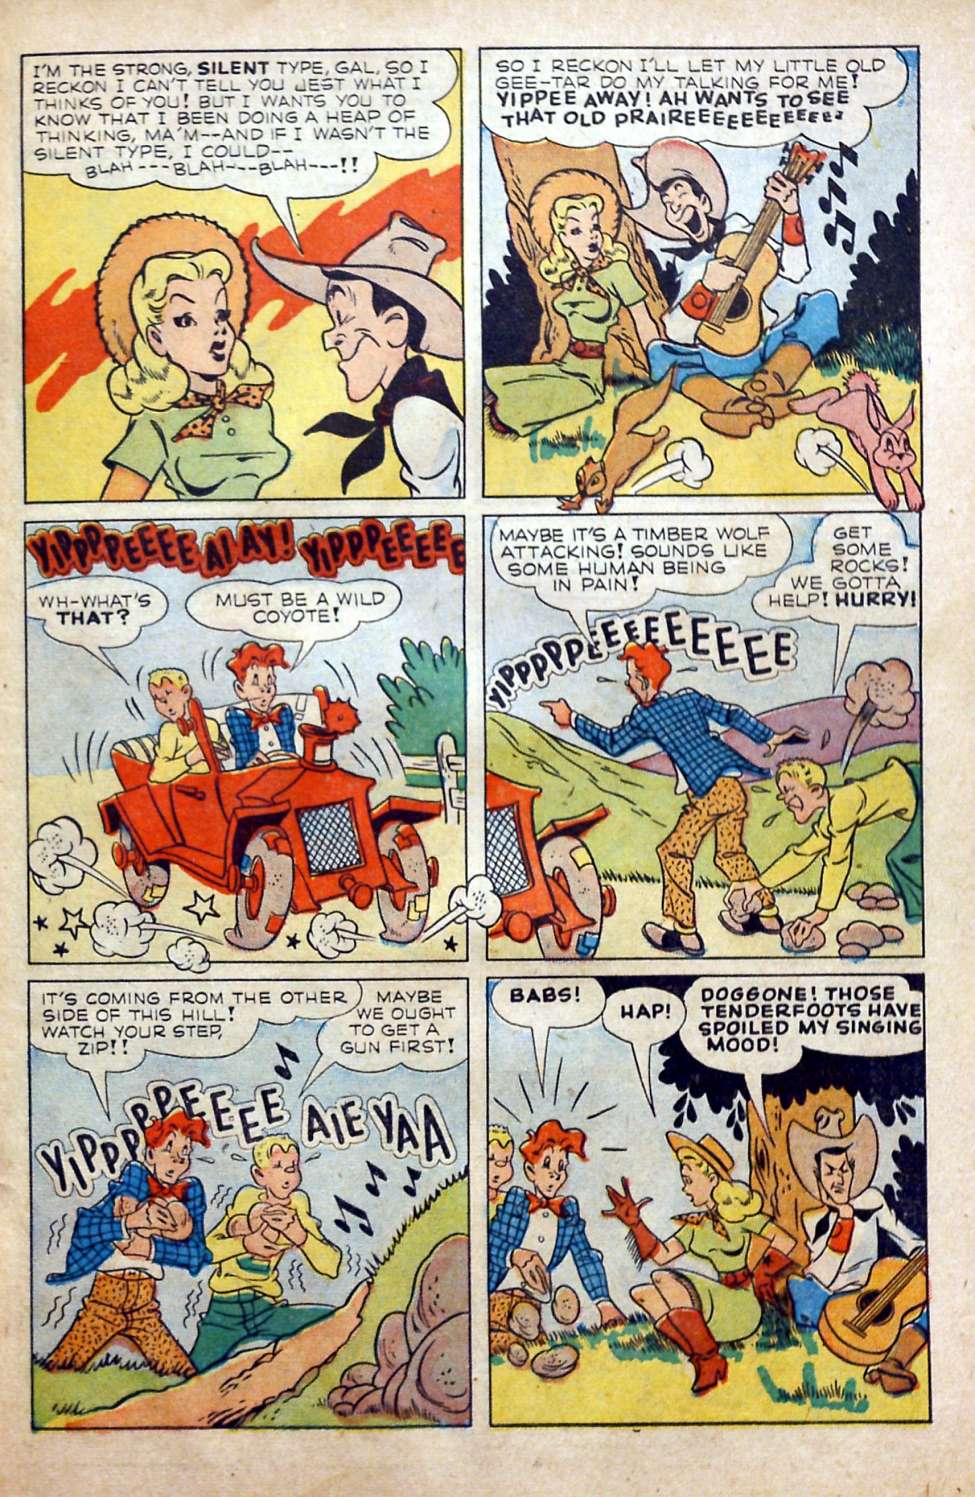 I'M THE STRONG, SILENT TYPE, GAL, SO I
RECKON I CAN'T TELL YOU JEST WHAT I
THINKS OF YOU! BUT I WANTS YOU TO
KNOW THAT I BEEN DOING A HEAP OF
THINKING, MA'M--AND IF I WASN'T THE
SILENT TYPE, I COULD--
BLAH---BLAH---BLAH---!!
SO I RECKON I'LL LET MY LITTLE OLD
GEE-TAR DO MY TALKING FOR ME!
YIPPEE AWAY! AH WANTS TO SEE
THAT OLD PRAIREEEEEEEEEEEE!
YIPPPPEEEE AI AY! YIPPPEEEEE
WH-WHAT'S
THAT?
MUST BE A WILD
COYOTE!
MAYBE IT'S A TIMBER WOLF
ATTACKING! SOUNDS LIKE
SOME HUMAN BEING
IN PAIN!
GET
SOME
ROCKS!
WE GOTTA
HELP! HURRY!
YIPPPPPPEEEEEEEEEEE
IT'S COMING FROM THE OTHER
SIDE OF THIS HILL!
WATCH YOUR STEP,
ZIP!!
MAYBE
WE OUGHT
TO GET A
GUN FIRST!
YIPPPPPEEEEE AIE YAA
BABS!
HAP!
DOGGONE! THOSE
TENDERFOOTS HAVE
SPOILED MY SINGING
MOOD!